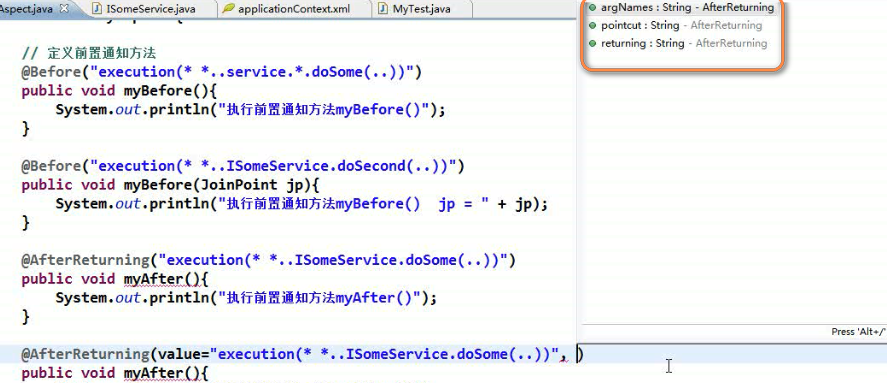 Aspect.java
ISomeService.java
applicationContext.xml
MyTest.java
// 定义前置通知方法
@Before("execution(* *..service.*.doSome(..))")
public void myBefore(){
System.out.println("执行前置通知方法myBefore()");
}
@Before("execution(* *..ISomeService.doSecond(..))")
public void myBefore(JoinPoint jp){
System.out.println("执行前置通知方法myBefore()  jp = " + jp);
}
@AfterReturning("execution(* *..ISomeService.doSome(..))")
public void myAfter(){
System.out.println("执行前置通知方法myAfter()");
}
@AfterReturning(value="execution(* *..ISomeService.doSome(..))", )
public void myAfter(){
argNames : String - AfterReturning
pointcut : String - AfterReturning
returning : String - AfterReturning
Press 'Alt+/'